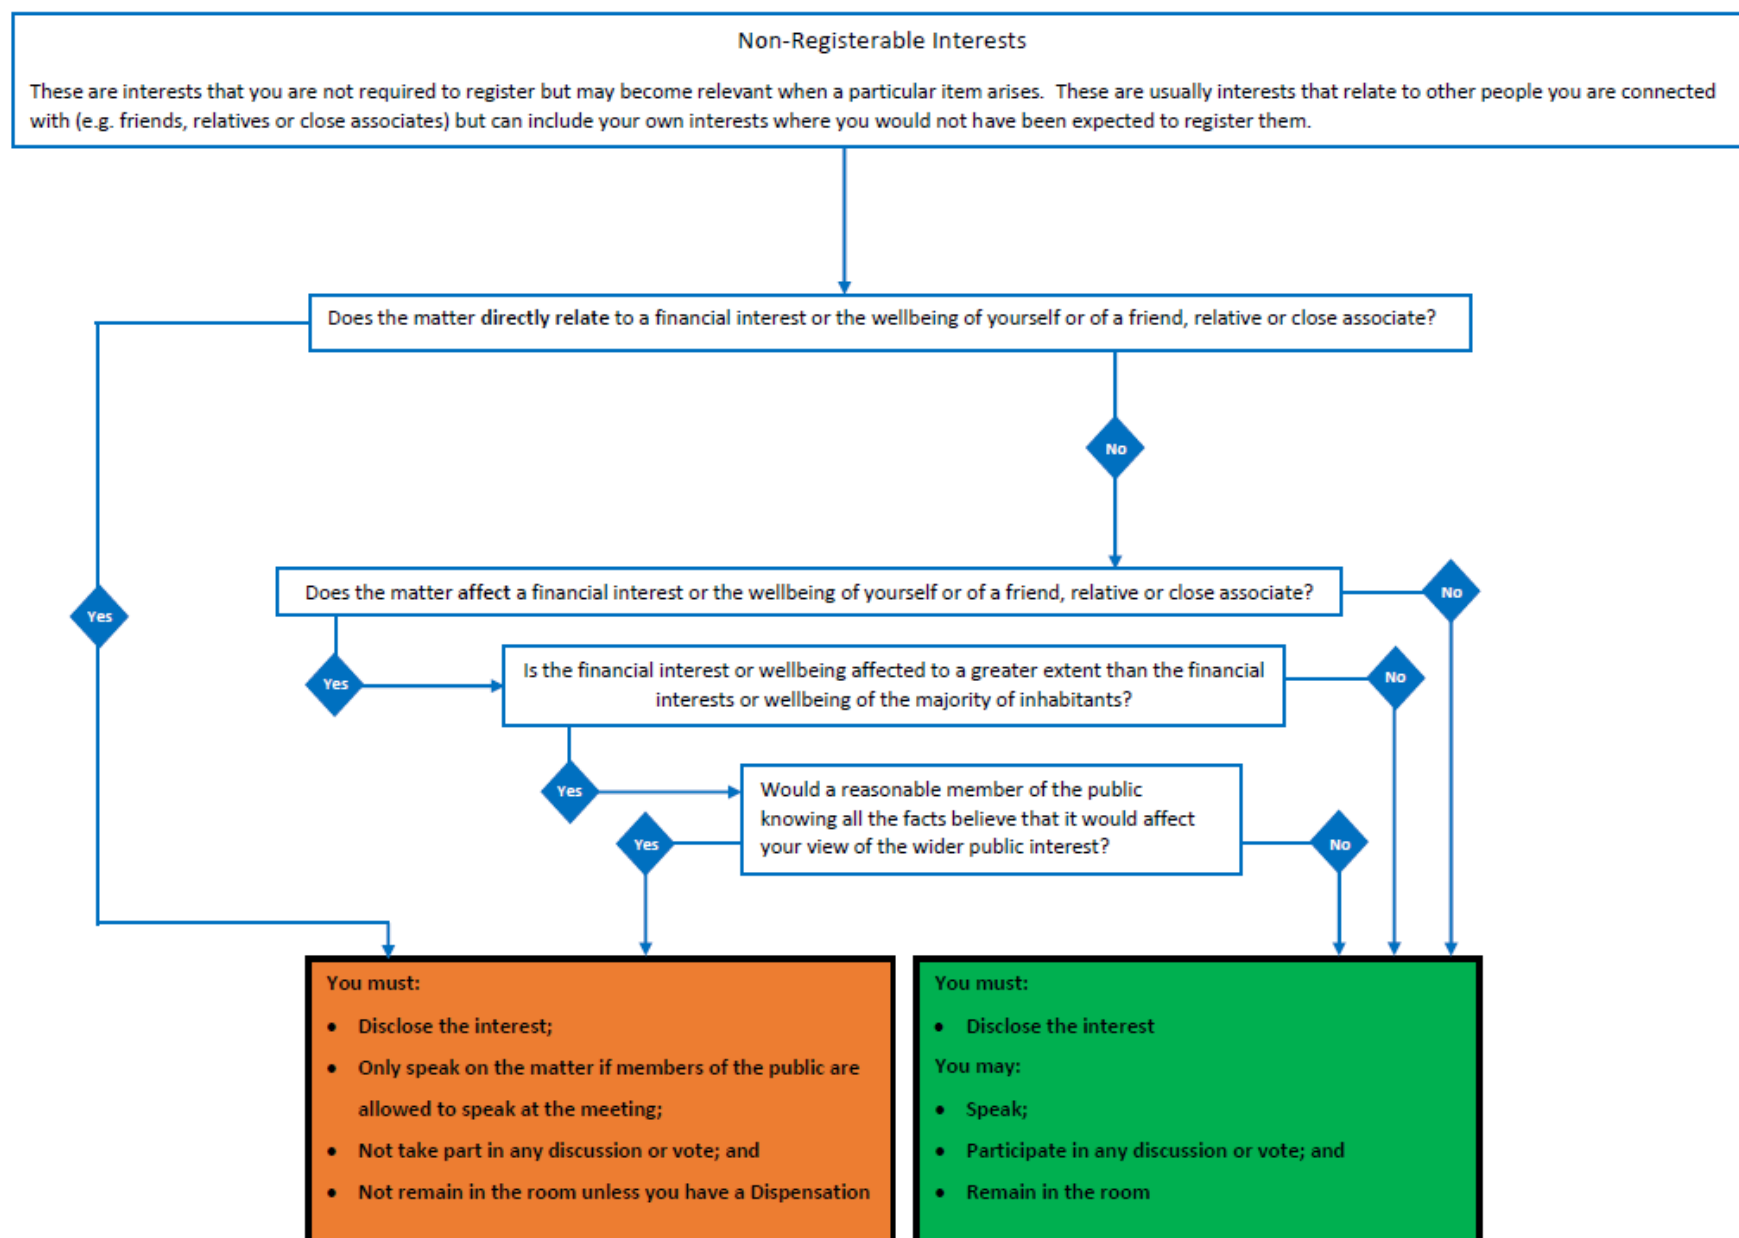 Non-Registerable Interests
These are interests that you are not required to register but may become relevant when a particular item arises.  These are usually interests that relate to other people you are connected
with (e.g. friends, relatives or close associates) but can include your own interests where you would not have been expected to register them.
Does the matter directly relate to a financial interest or the wellbeing of yourself or of a friend, relative or close associate?
No
Does the matter affect a financial interest or the wellbeing of yourself or of a friend, relative or close associate?
No
Yes
Yes
Is the financial interest or wellbeing affected to a greater extent than the financial
interests or wellbeing of the majority of inhabitants?
No
Yes
Would a reasonable member of the public
knowing all the facts believe that it would affect
your view of the wider public interest?
Yes
No
You must:
• Disclose the interest;
• Only speak on the matter if members of the public are
allowed to speak at the meeting;
• Not take part in any discussion or vote; and
• Not remain in the room unless you have a Dispensation
You must:
• Disclose the interest
You may:
• Speak;
• Participate in any discussion or vote; and
• Remain in the room